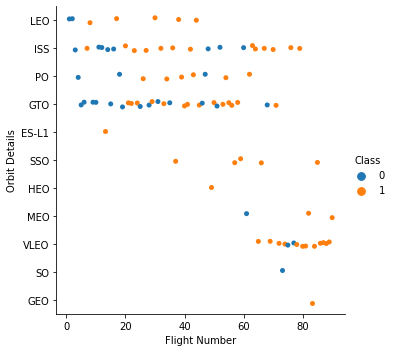 LEO
ISS
PO
GTO
ES-L1
SSO
HEO
MEO
VLEO
SO
GEO
Orbit Details
0
20
40
60
80
Flight Number
Class
0
1